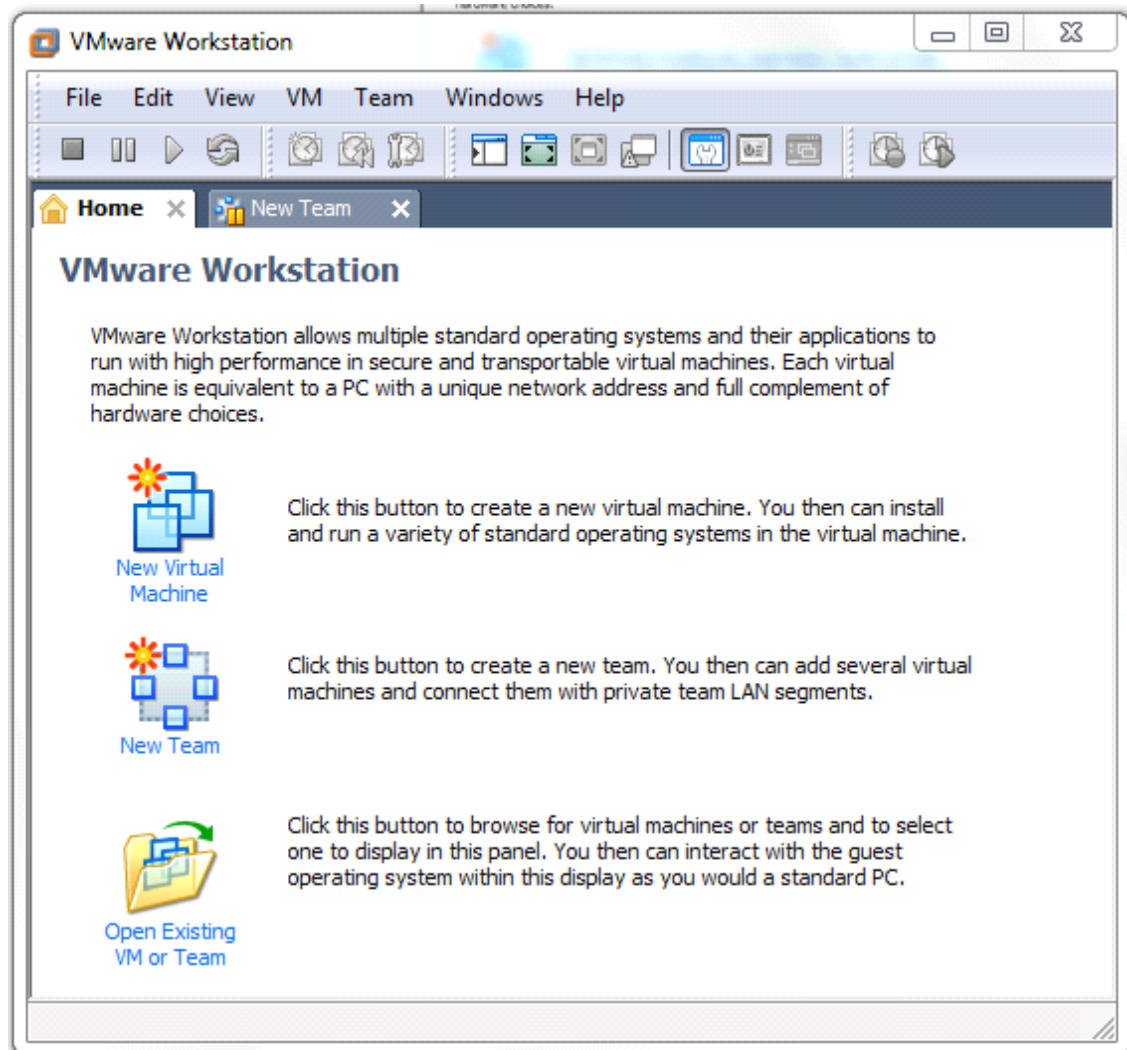 hardware choices.
VMware Workstation
File Edit View VM Team Windows Help
Home New Team
VMware Workstation
VMware Workstation allows multiple standard operating systems and their applications to
run with high performance in secure and transportable virtual machines. Each virtual
machine is equivalent to a PC with a unique network address and full complement of
hardware choices.
Click this button to create a new virtual machine. You then can install
and run a variety of standard operating systems in the virtual machine.
New Virtual
Machine
Click this button to create a new team. You then can add several virtual
machines and connect them with private team LAN segments.
New Team
Click this button to browse for virtual machines or teams and to select
one to display in this panel. You then can interact with the guest
operating system within this display as you would a standard PC.
Open Existing
VM or Team